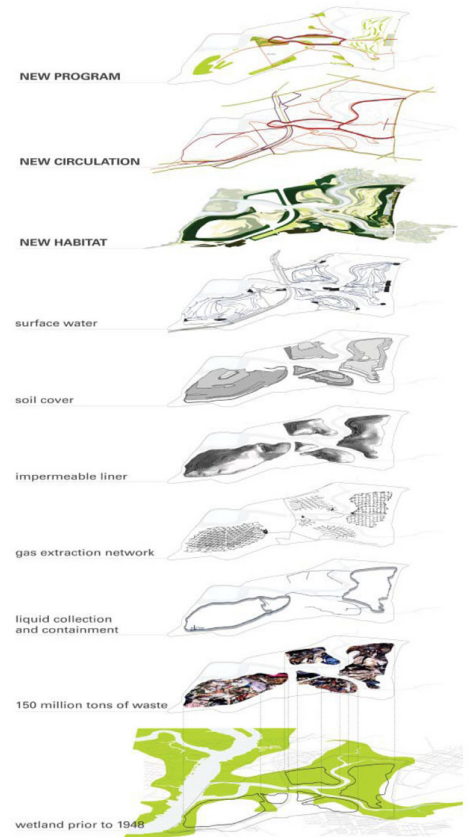 NEW PROGRAM
NEW CIRCULATION
NEW HABITAT
surface water
soil cover
impermeable liner
gas extraction network
liquid collection
and containment
150 million tons of waste
wetland prior to 1948